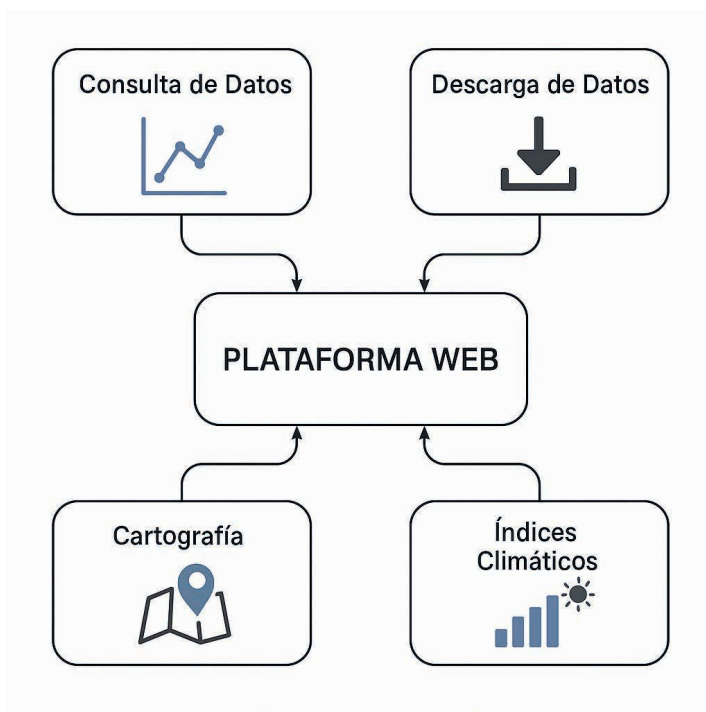 Consulta de Datos
Descarga de Datos
PLATAFORMA WEB
Cartografía
Índices
Climáticos